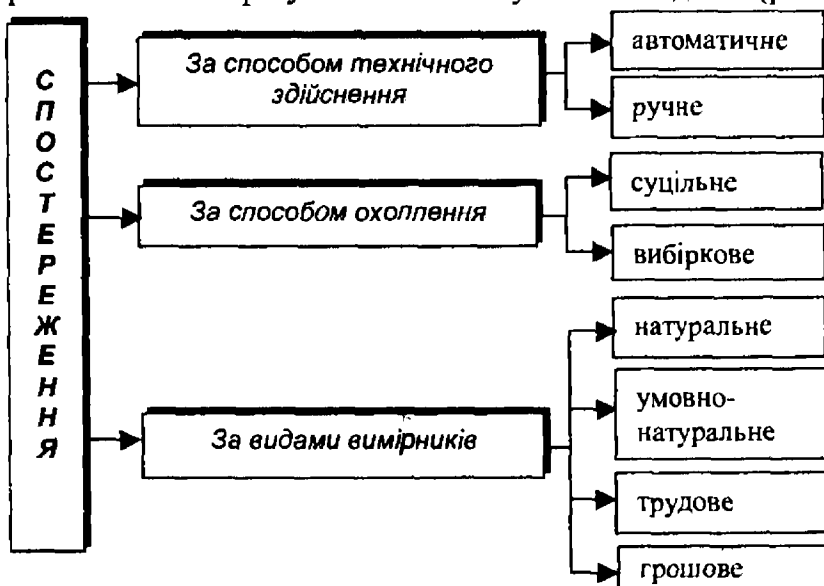 СПОСТЕРЕЖЕННЯ
За способом технічного
здійснення
автоматичне
ручне
За способом охоплення
суцільне
вибіркове
За видами вимірників
натуральне
умовно-
натуральне
трудове
грошове